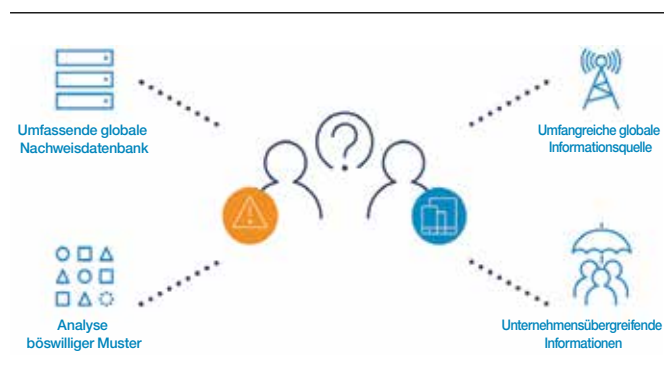 Umfassende globale
Nachweisdatenbank
Umfangreiche globale
Informationsquelle
?
Analyse
böswilliger Muster
Unternehmensübergreifende
Informationen